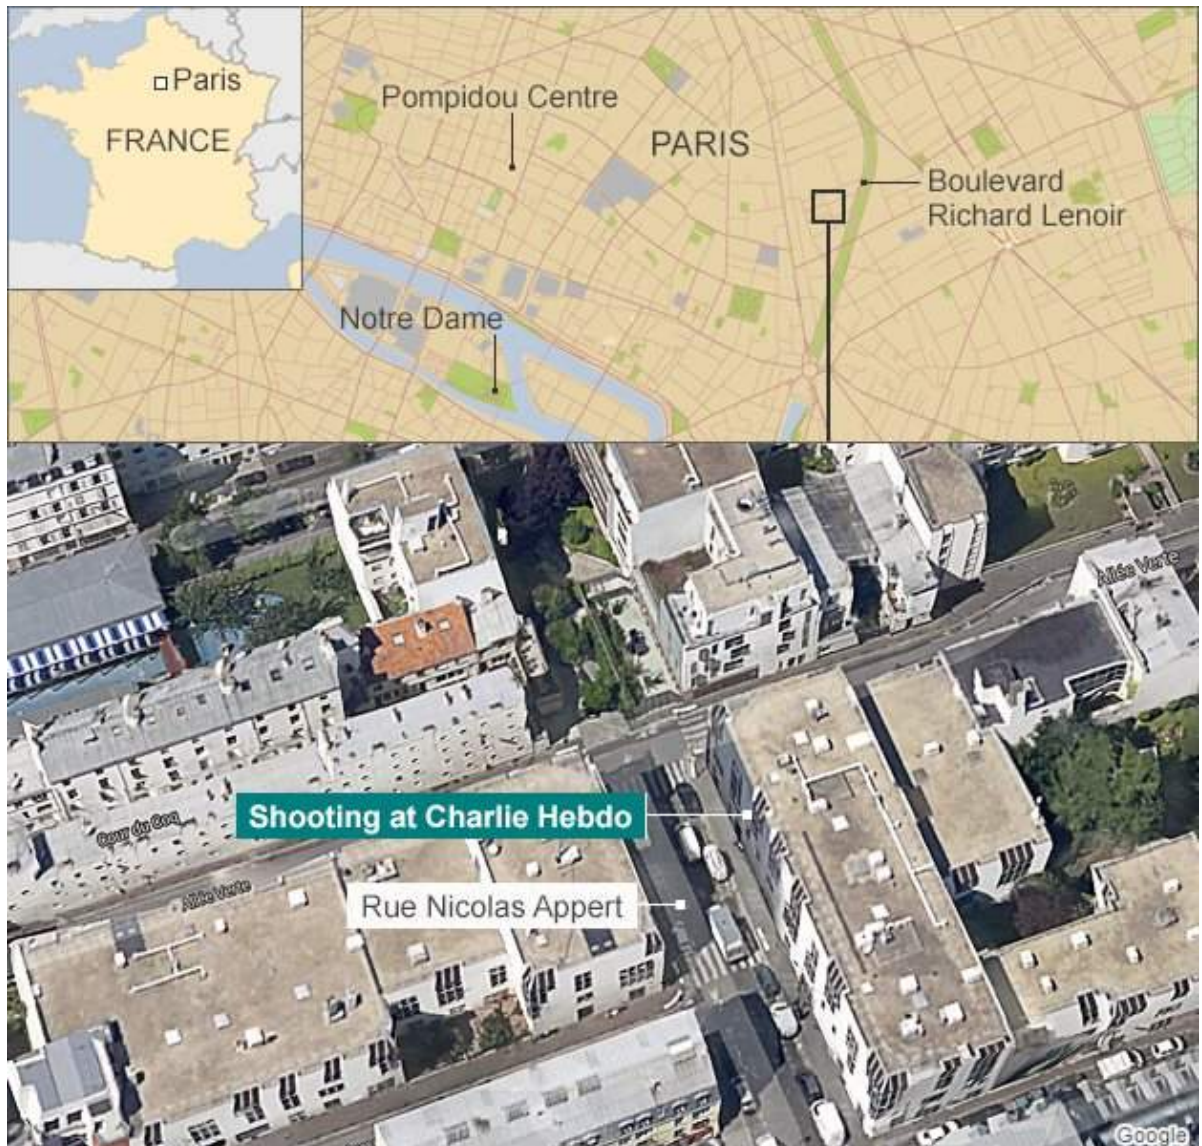 Paris
FRANCE
Pompidou Centre
PARIS
Boulevard
Richard Lenoir
Notre Dame
Allée Verte
Shooting at Charlie Hebdo
Cour du Coq
Allée Verte
Rue Nicolas Appert
Google